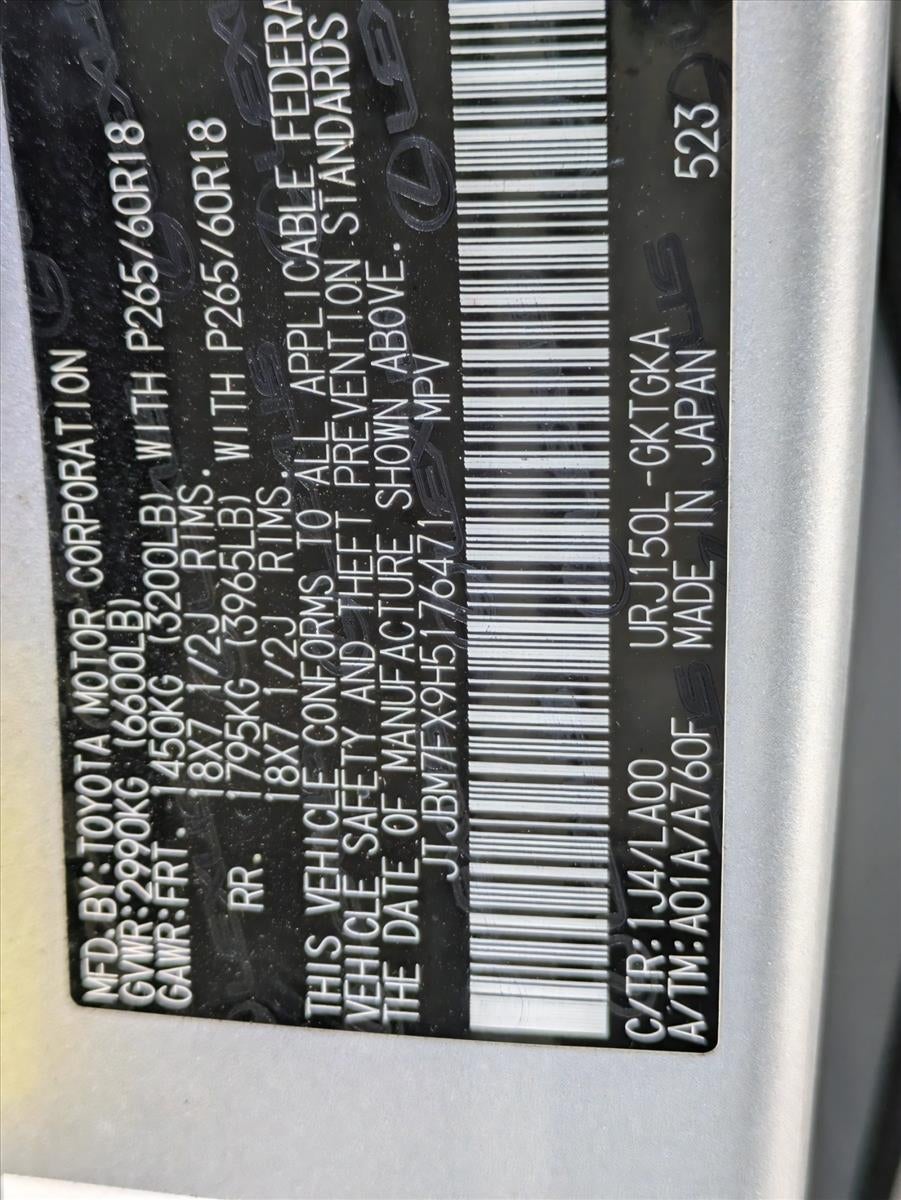 MFD.BY:TOYOTA MOTOR CORPORATION
GVWR:2990KG (6600LB)
GAWR:FRT. 1450KG (3200LB) WITH P265/60R18
18X7 1/2J RIMS.
RR. 1795KG (3965LB) WITH P265/60R18
18X7 1/2J RIMS.
THIS VEHICLE CONFORMS TO ALL APPLICABLE FEDERA
VEHICLE SAFETY AND THEFT PREVENTION STANDARDS
THE DATE OF MANUFACTURE SHOWN ABOVE.
JTJBM7FX9H5176471 MPV
C/TR:1J4/LA00 URJ150L-GKTGKA
A/TM:A01A/A760F MADE IN JAPAN 523